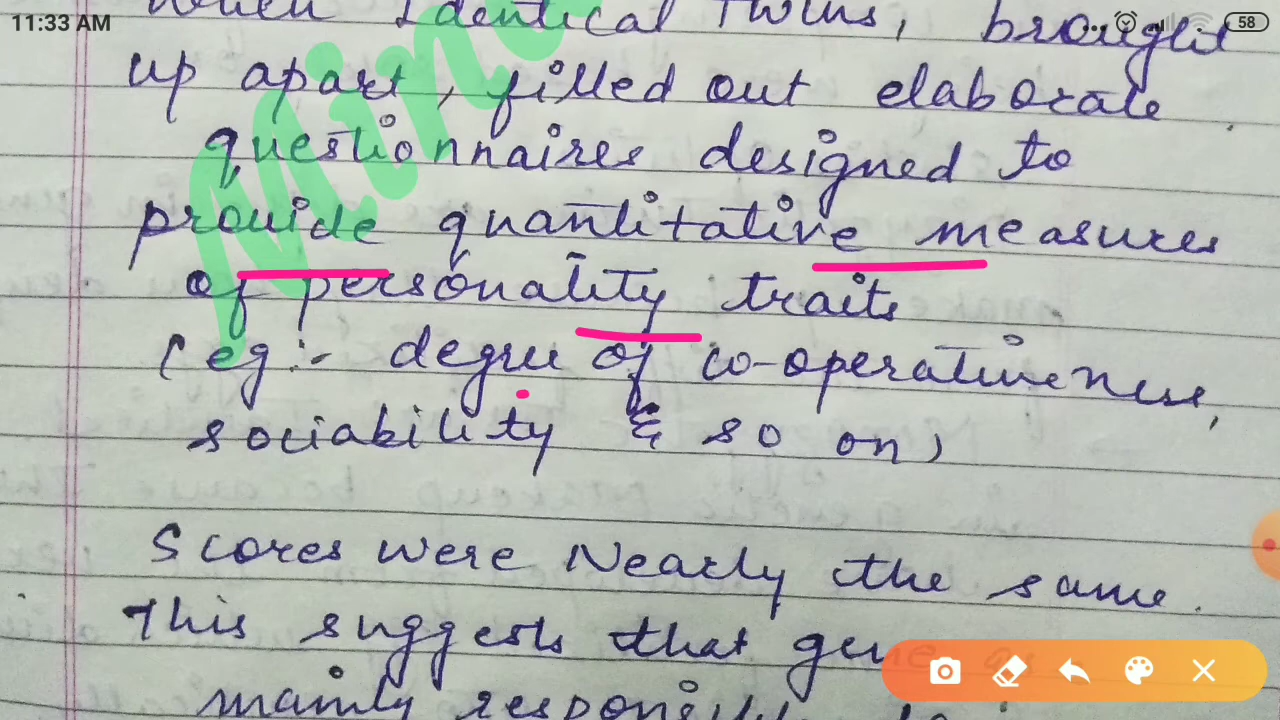 11:33 AM
58
When Identical Twins, brought
up apart, filled out elaborate
questionnaires designed to
provide quantitative measures
of personality traits
(eg:- degree of co-operativeness,
sociability & so on)
Scores were Nearly the same.
This suggests that gene
mainly